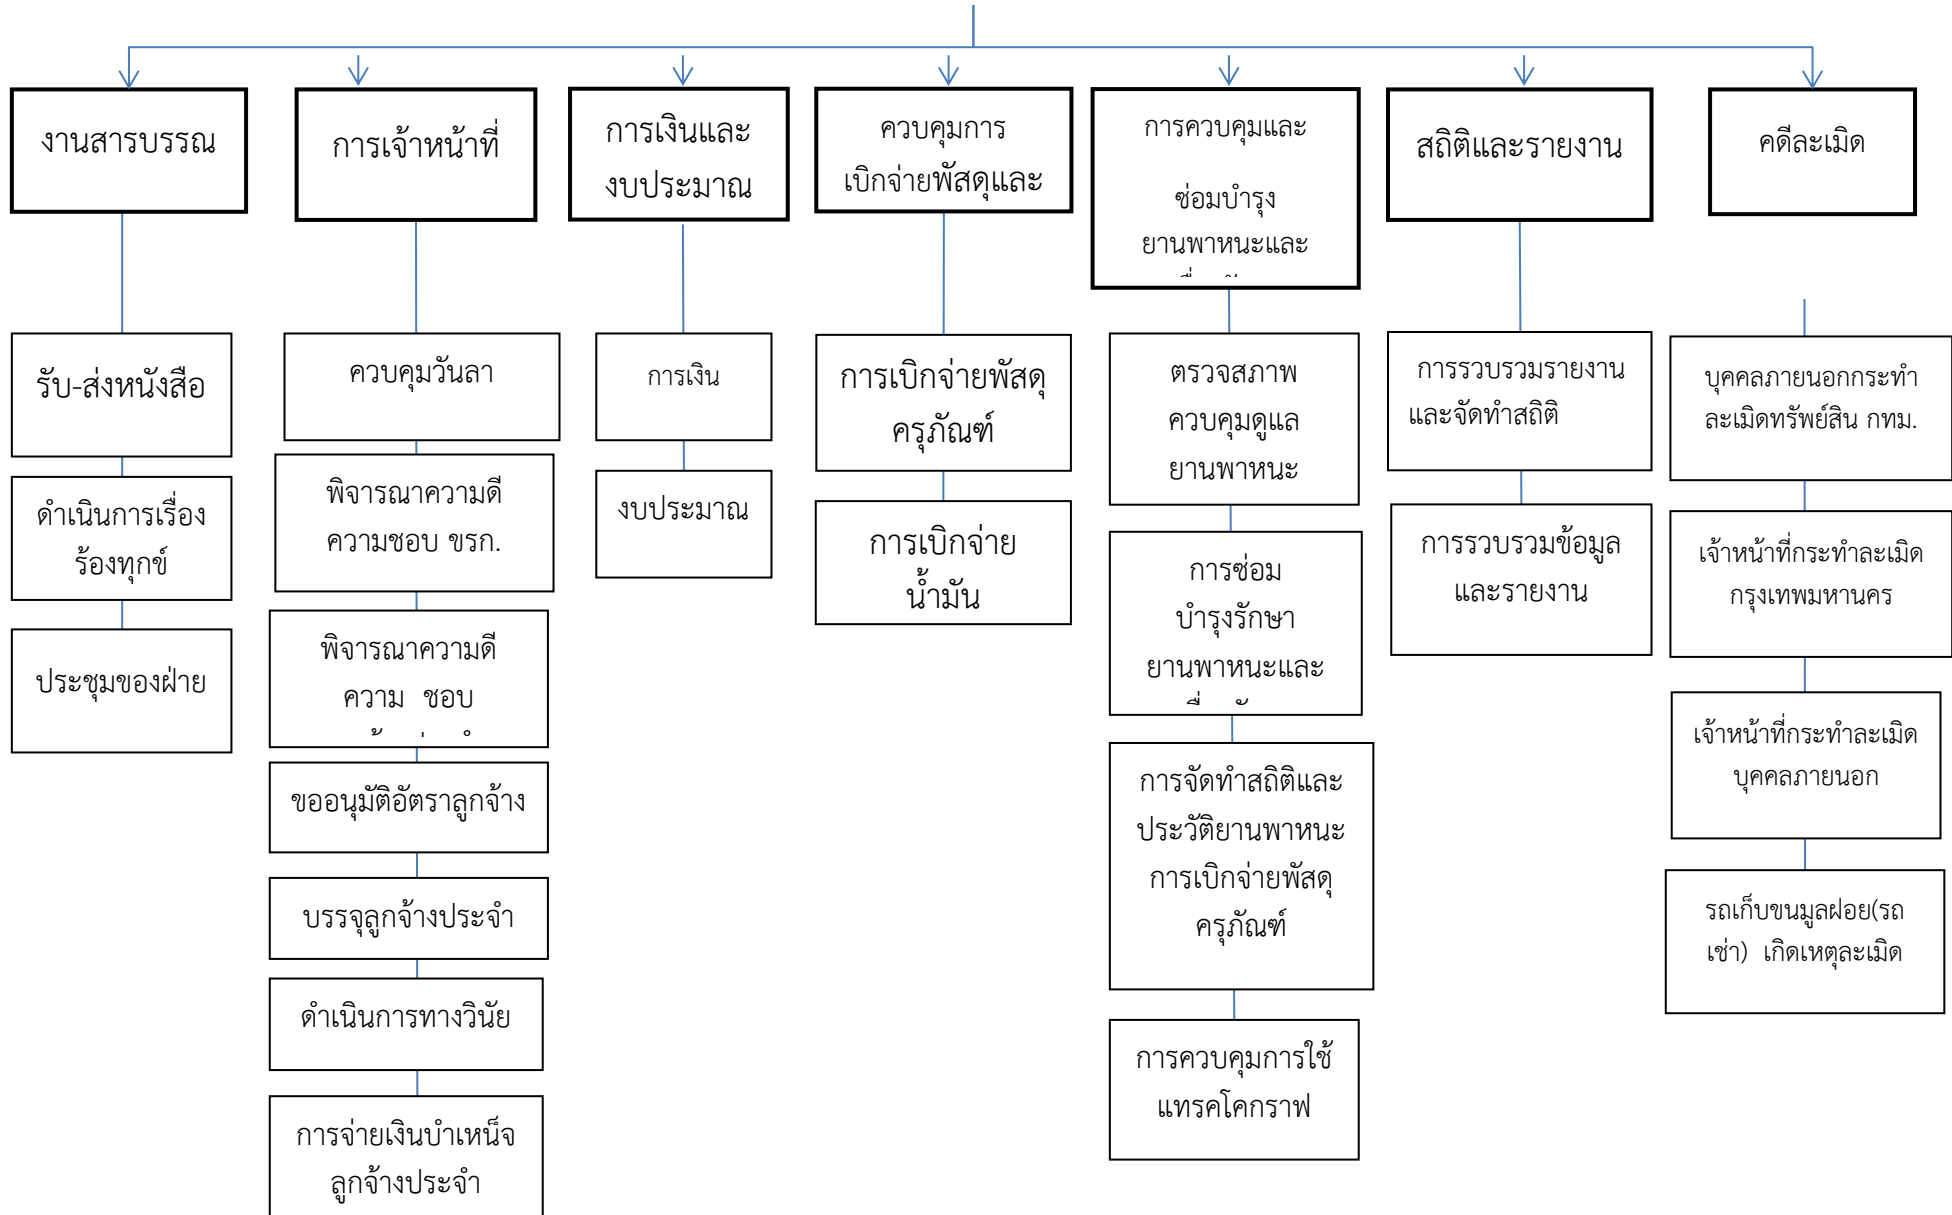 งานสารบรรณ
การเจ้าหน้าที่
การเงินและ
งบประมาณ
ควบคุมการ
เบิกจ่ายพัสดุและ
การควบคุมและ
ซ่อมบำรุง
ยานพาหนะและ
สถิติและรายงาน
คดีละเมิด
รับ-ส่งหนังสือ
ดำเนินการเรื่อง
ร้องทุกข์
ประชุมของฝ่าย
ควบคุมวันลา
พิจารณาความดี
ความชอบ ขรก.
พิจารณาความดี
ความ ชอบ
ขออนุมัติอัตราลูกจ้าง
บรรจุลูกจ้างประจำ
ดำเนินการทางวินัย
การจ่ายเงินบำเหน็จ
ลูกจ้างประจำ
การเงิน
งบประมาณ
การเบิกจ่ายพัสดุ
ครุภัณฑ์
การเบิกจ่าย
น้ำมัน
ตรวจสภาพ
ควบคุมดูแล
ยานพาหนะ
การซ่อม
บำรุงรักษา
ยานพาหนะและ
การจัดทำสถิติและ
ประวัติยานพาหนะ
การเบิกจ่ายพัสดุ
ครุภัณฑ์
การควบคุมการใช้
แทรคโคกราฟ
การรวบรวมรายงาน
และจัดทำสถิติ
การรวบรวมข้อมูล
และรายงาน
บุคคลภายนอกกระทำ
ละเมิดทรัพย์สิน กทม.
เจ้าหน้าที่กระทำละเมิด
กรุงเทพมหานคร
เจ้าหน้าที่กระทำละเมิด
บุคคลภายนอก
รถเก็บขนมูลฝอย(รถ
เช่า) เกิดเหตุละเมิด